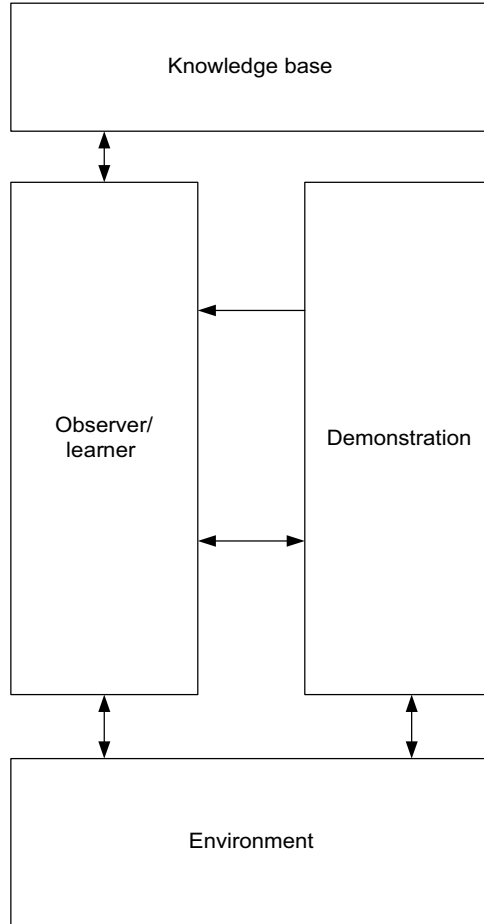 Knowledge base
Observer/
learner
Demonstration
Environment